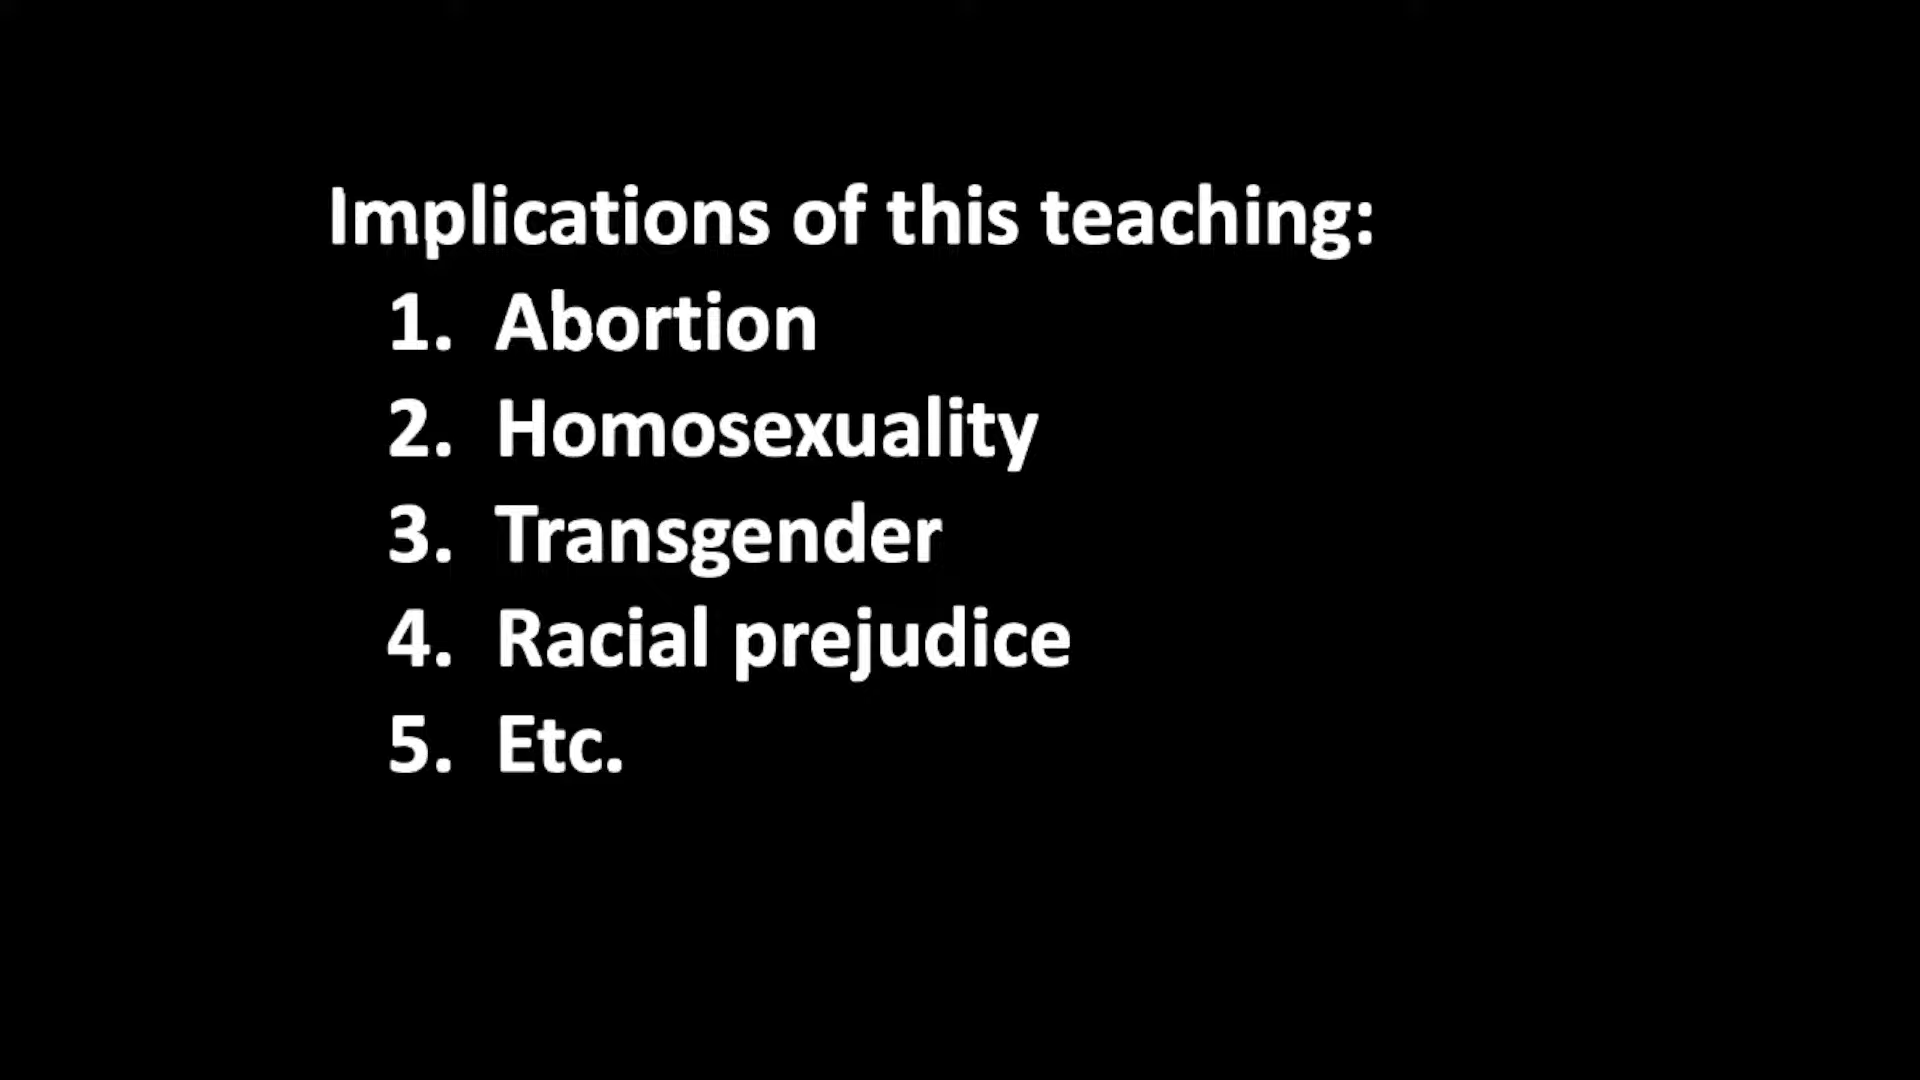 Implications of this teaching:
1. Abortion
2. Homosexuality
3. Transgender
4. Racial prejudice
5. Etc.